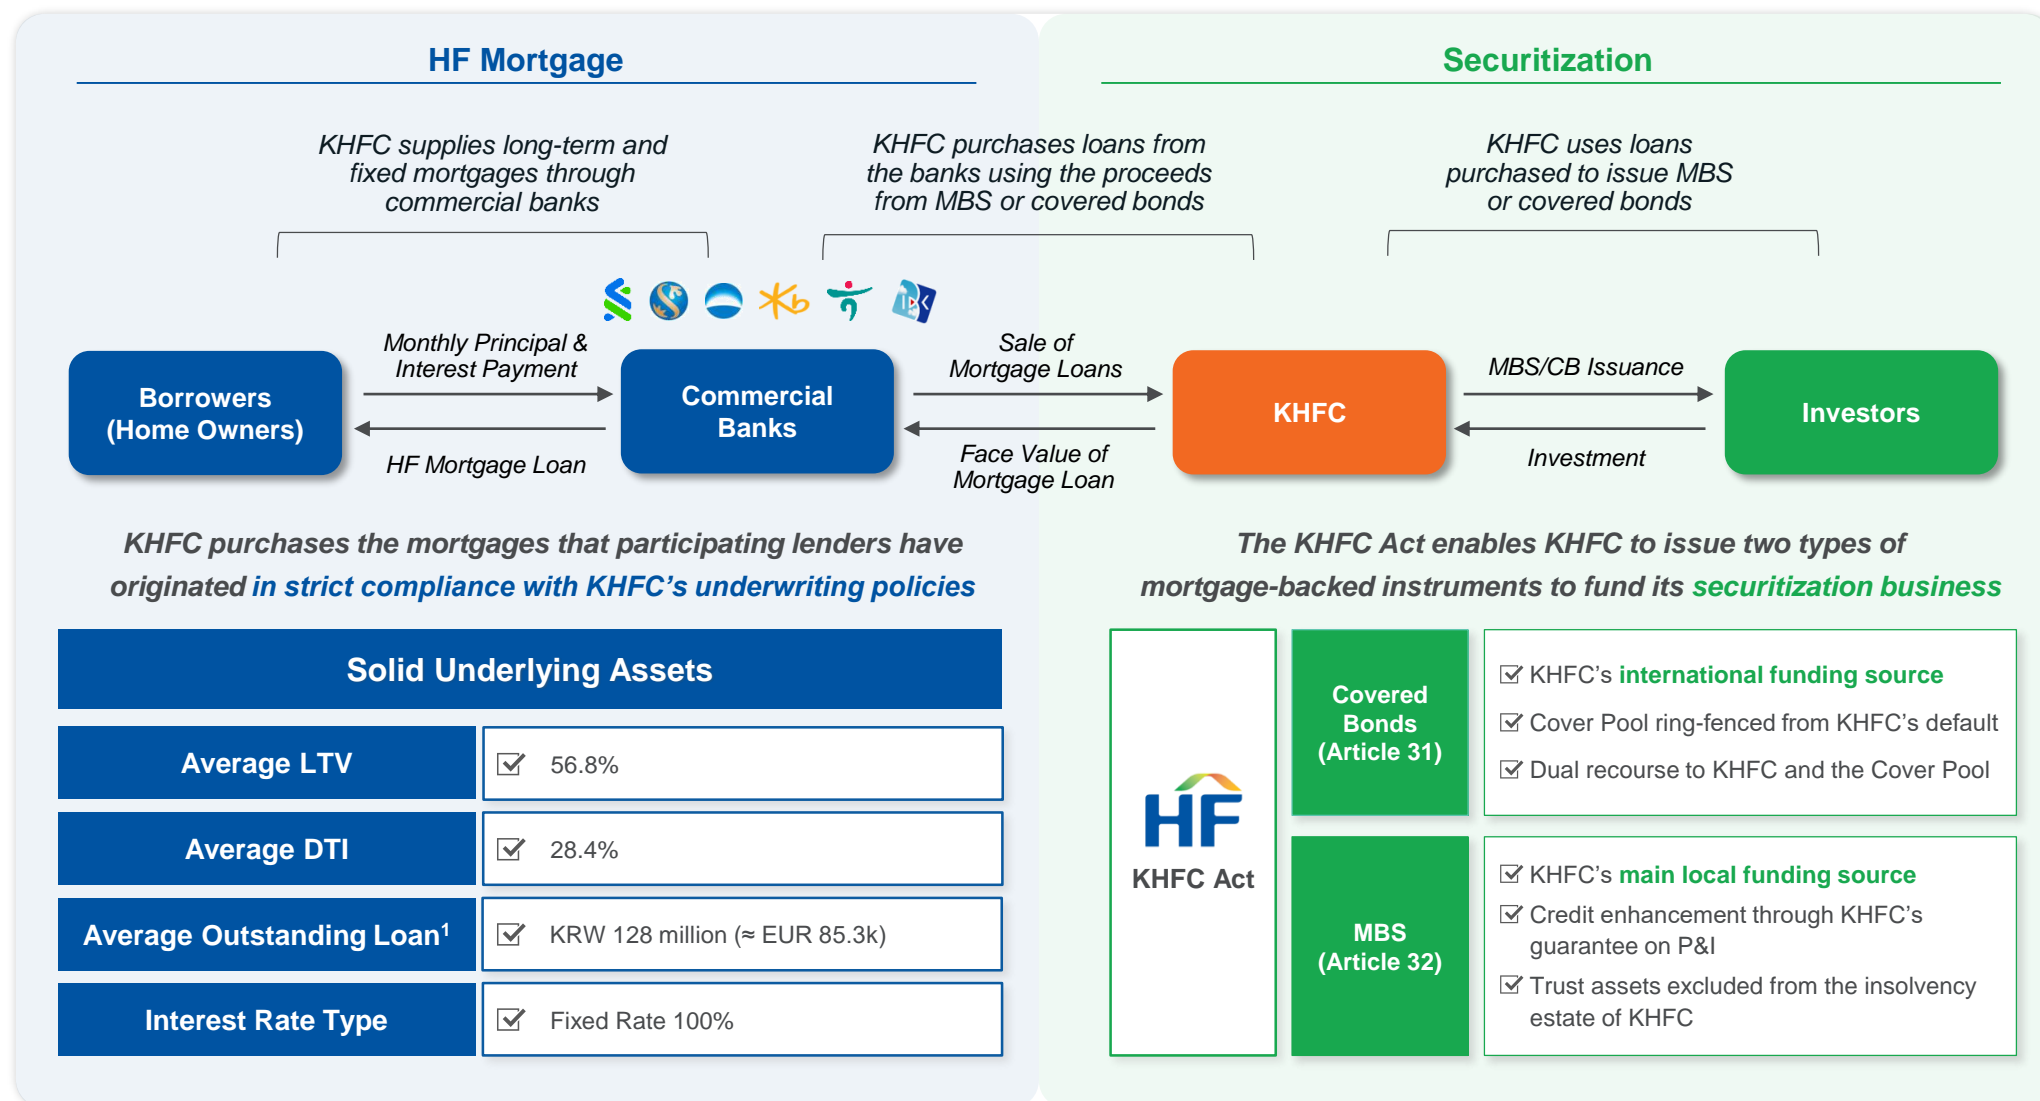 HF Mortgage
Securitization
KHFC supplies long-term and
fixed mortgages through
commercial banks
KHFC purchases loans from
the banks using the proceeds
from MBS or covered bonds
KHFC uses loans
purchased to issue MBS
or covered bonds
Borrowers
(Home Owners)
Monthly Principal &
Interest Payment
HF Mortgage Loan
Commercial
Banks
Sale of
Mortgage Loans
Face Value of
Mortgage Loan
KHFC
MBS/CB Issuance
Investment
Investors
KHFC purchases the mortgages that participating lenders have
originated in strict compliance with KHFC’s underwriting policies
Solid Underlying Assets
Average LTV
56.8%
Average DTI
28.4%
Average Outstanding Loan¹
KRW 128 million (≈ EUR 85.3k)
Interest Rate Type
Fixed Rate 100%
The KHFC Act enables KHFC to issue two types of
mortgage-backed instruments to fund its securitization business
HF
KHFC Act
Covered
Bonds
(Article 31)
KHFC’s international funding source
Cover Pool ring-fenced from KHFC’s default
Dual recourse to KHFC and the Cover Pool
MBS
(Article 32)
KHFC’s main local funding source
Credit enhancement through KHFC’s
guarantee on P&I
Trust assets excluded from the insolvency
estate of KHFC